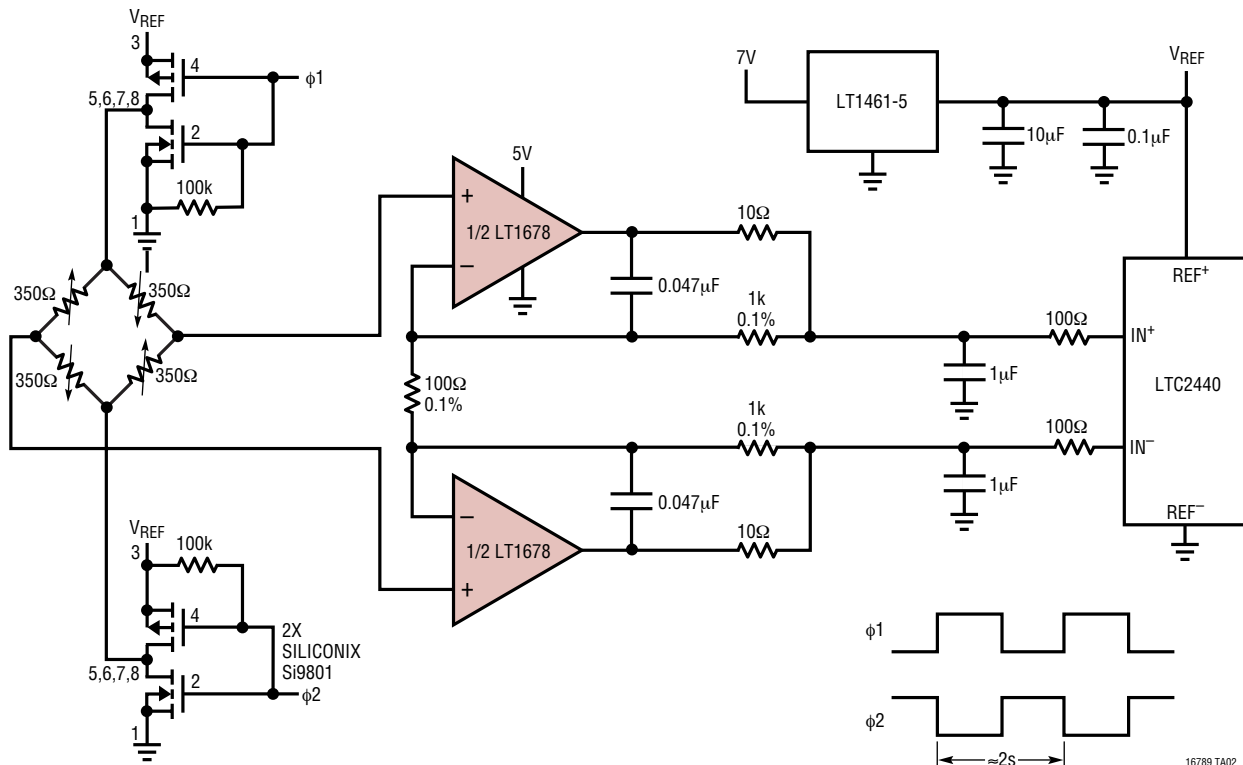 VREF
3
4
ϕ1
5,6,7,8
2
100k
1
350Ω
350Ω
350Ω
350Ω
VREF
3
100k
4
2X
SILICONIX
Si9801
5,6,7,8
2
ϕ2
1
5V
+
1/2 LT1678
–
0.047µF
10Ω
1k
0.1%
100Ω
0.1%
1k
0.1%
–
1/2 LT1678
+
0.047µF
10Ω
1µF
1µF
100Ω
100Ω
7V
LT1461-5
10µF
0.1µF
VREF
REF+
IN+
LTC2440
IN–
REF–
ϕ1
ϕ2
≈2s
16789 TA02